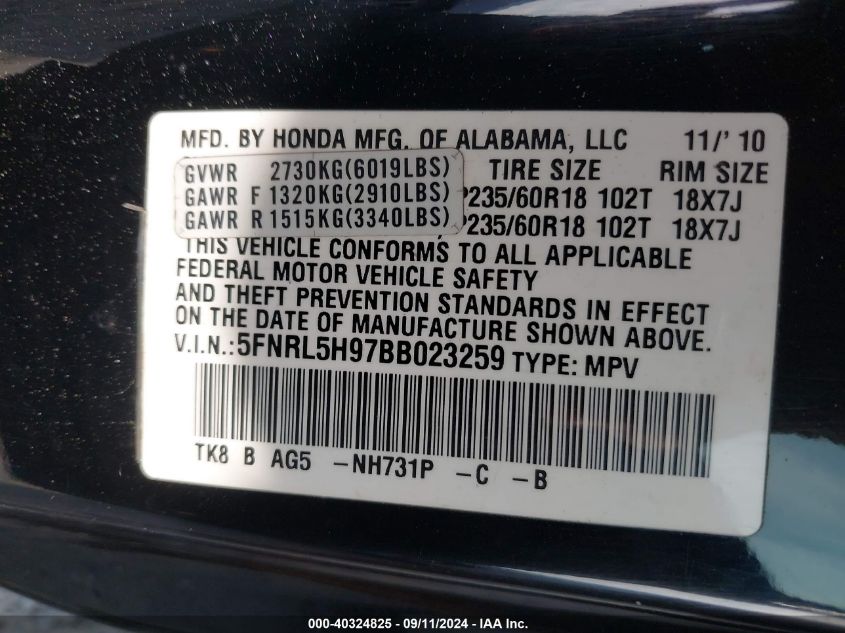 MFD. BY HONDA MFG. OF ALABAMA, LLC 11/' 10
GVWR 2730KG(6019LBS) TIRE SIZE RIM SIZE
GAWR F 1320KG(2910LBS) P235/60R18 102T 18X7J
GAWR R 1515KG(3340LBS) P235/60R18 102T 18X7J
THIS VEHICLE CONFORMS TO ALL APPLICABLE
FEDERAL MOTOR VEHICLE SAFETY
AND THEFT PREVENTION STANDARDS IN EFFECT
ON THE DATE OF MANUFACTURE SHOWN ABOVE.
V.I.N.:5FNRL5H97BB023259 TYPE: MPV
TK8 B AG5 -NH731P -C -B
000-40324825 - 09/11/2024 - IAA Inc.